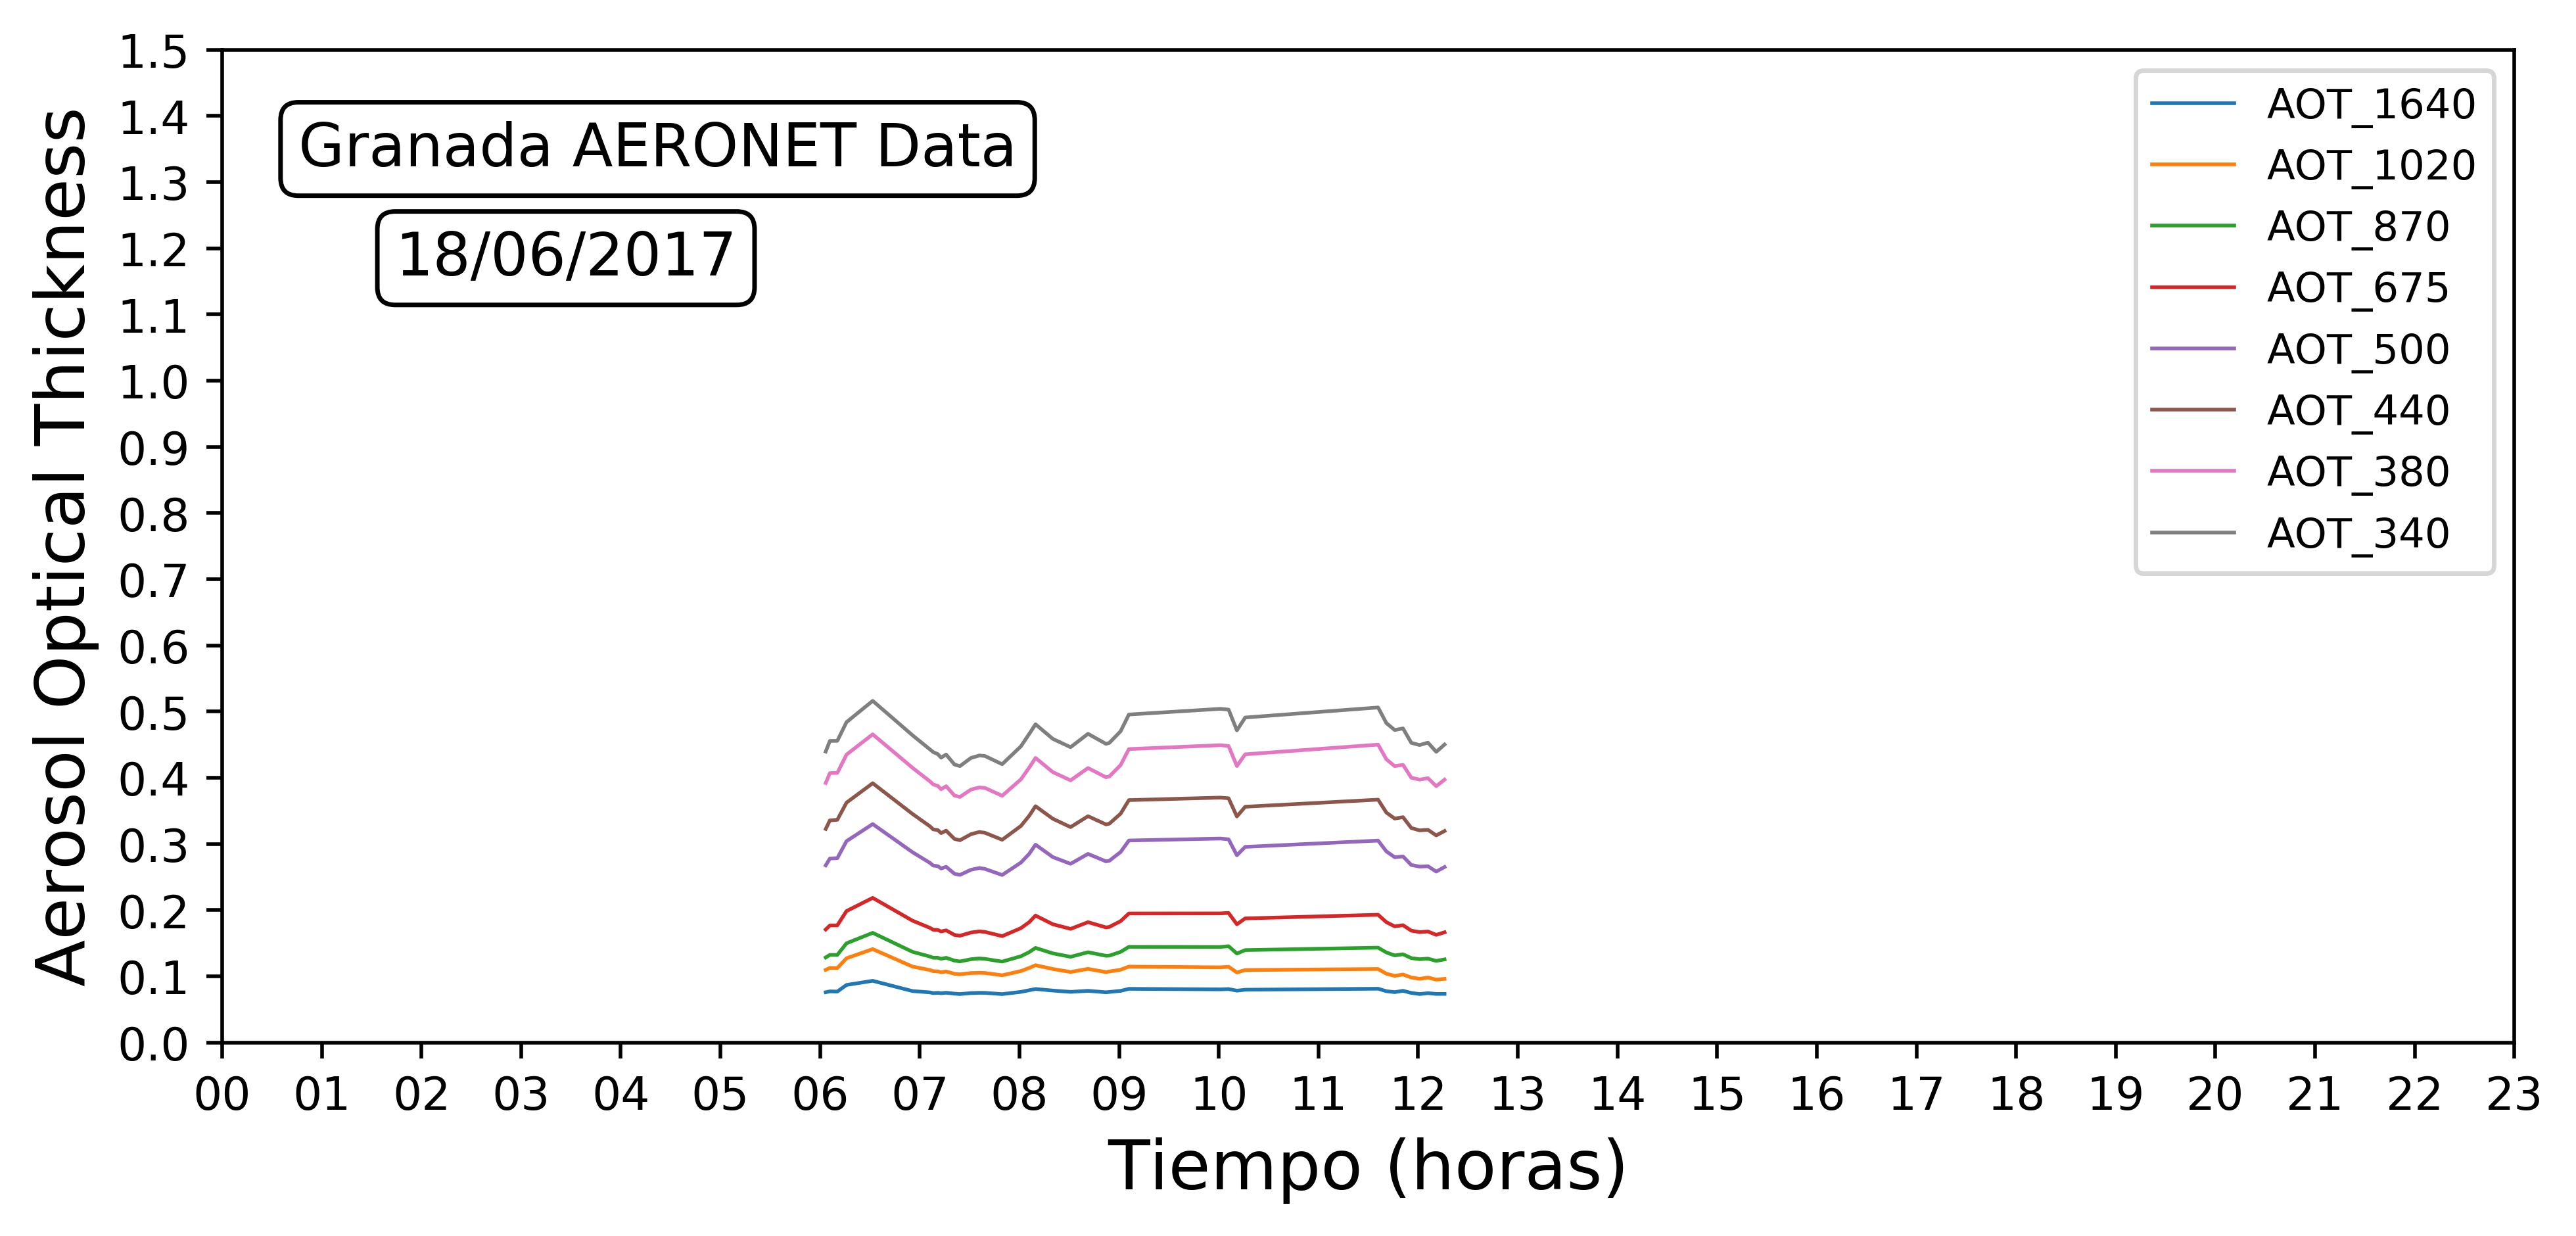 Aerosol Optical Thickness
1.5
1.4
1.3
1.2
1.1
1.0
0.9
0.8
0.7
0.6
0.5
0.4
0.3
0.2
0.1
0.0
Granada AERONET Data
18/06/2017
AOT_1640
AOT_1020
AOT_870
AOT_675
AOT_500
AOT_440
AOT_380
AOT_340
00 01 02 03 04 05 06 07 08 09 10 11 12 13 14 15 16 17 18 19 20 21 22 23
Tiempo (horas)